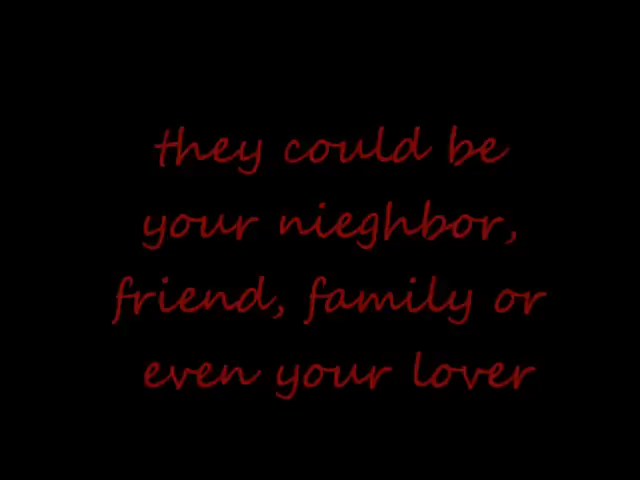 they could be
your nieghbor,
friend, family or
even your lover